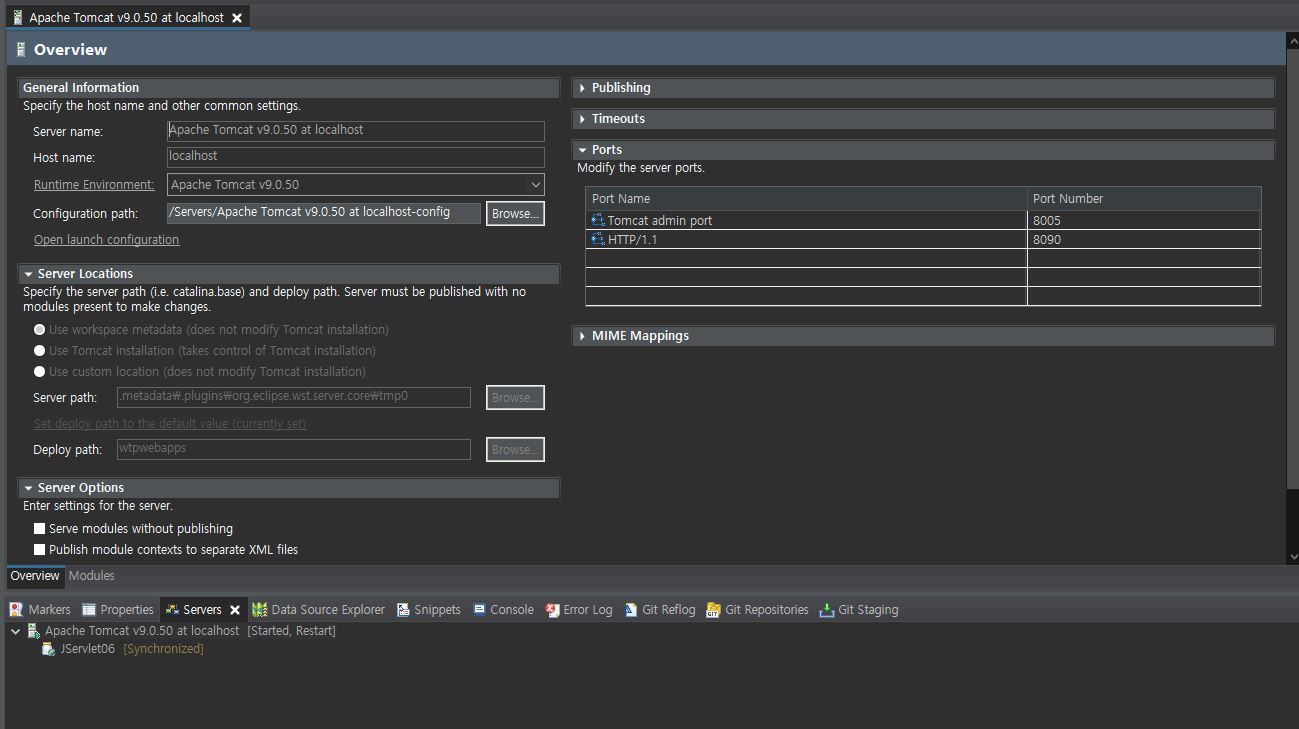 Apache Tomcat v9.0.50 at localhost
Overview
General Information
Specify the host name and other common settings.
Server name:
Apache Tomcat v9.0.50 at localhost
Host name:
localhost
Runtime Environment:
Apache Tomcat v9.0.50
Configuration path:
/Servers/Apache Tomcat v9.0.50 at localhost-config
Browse...
Open launch configuration
Server Locations
Specify the server path (i.e. catalina.base) and deploy path. Server must be published with no
modules present to make changes.
Use workspace metadata (does not modify Tomcat installation)
Use Tomcat installation (takes control of Tomcat installation)
Use custom location (does not modify Tomcat installation)
Server path:
.metadata₩.plugins₩org.eclipse.wst.server.core₩tmp0
Browse...
Set deploy path to the default value (currently set)
Deploy path:
wtpwebapps
Browse...
Server Options
Enter settings for the server.
Serve modules without publishing
Publish module contexts to separate XML files
Publishing
Timeouts
Ports
Modify the server ports.
Port Name Port Number
Tomcat admin port 8005
HTTP/1.1 8090
MIME Mappings
Overview Modules
Markers Properties Servers Data Source Explorer Snippets Console Error Log Git Reflog Git Repositories Git Staging
Apache Tomcat v9.0.50 at localhost [Started, Restart]
JServlet06 [Synchronized]